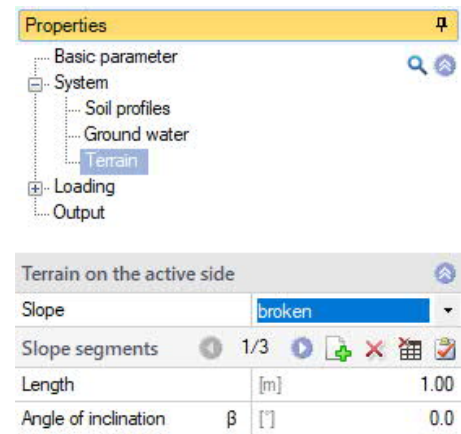 Properties
Basic parameter
System
Soil profiles
Ground water
Terrain
Loading
Output
Terrain on the active side
Slope broken
Slope segments 1/3
Length [m] 1.00
Angle of inclination β [°] 0.0